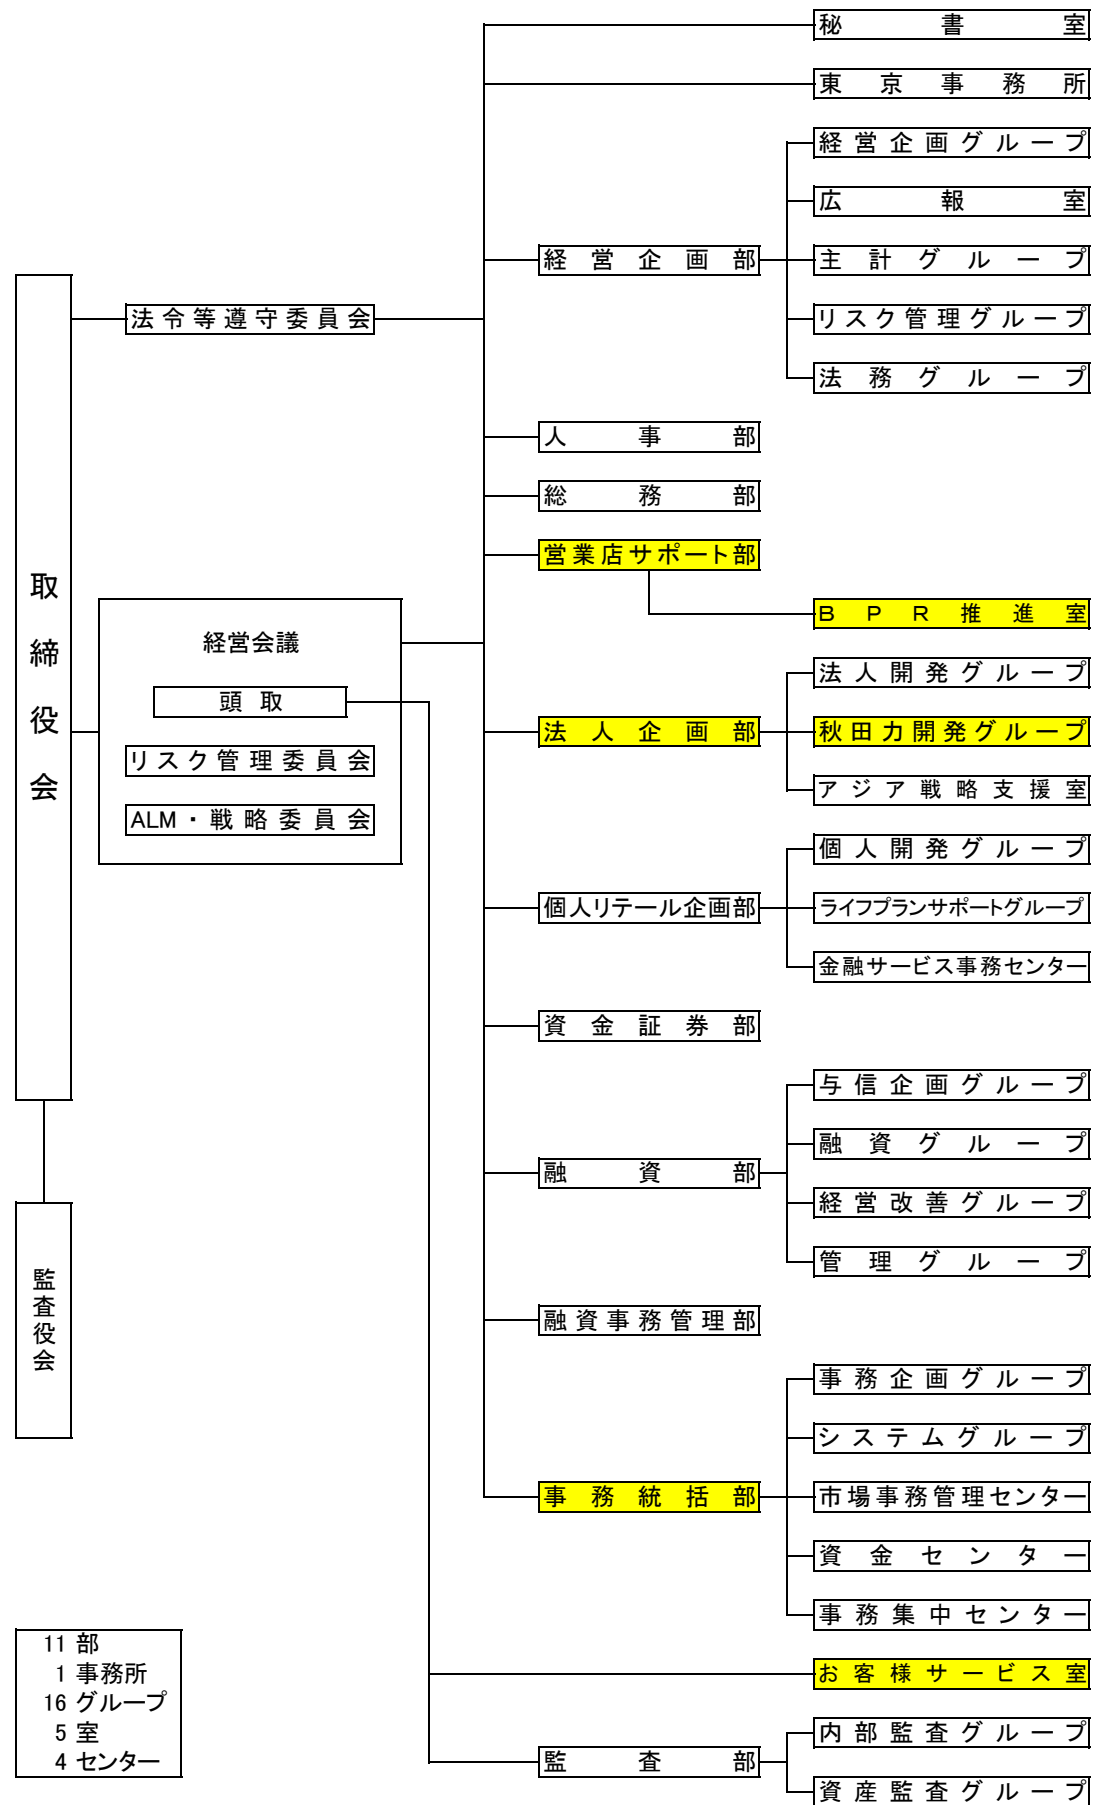 秘書室
東京事務所
経営企画グループ
広報室
経営企画部
主計グループ
法令等遵守委員会
リスク管理グループ
法務グループ
人事部
総務部
営業店サポート部
取締役会
BPR推進室
経営会議
法人開発グループ
頭取
法人企画部
秋田力開発グループ
リスク管理委員会
アジア戦略支援室
ALM・戦略委員会
個人開発グループ
個人リテール企画部
ライフプランサポートグループ
金融サービス事務センター
資金証券部
与信企画グループ
融資グループ
融資部
経営改善グループ
管理グループ
監査役会
融資事務管理部
事務企画グループ
システムグループ
事務統括部
市場事務管理センター
資金センター
事務集中センター
11 部
1 事務所
16 グループ
5 室
4 センター
お客様サービス室
内部監査グループ
監査部
資産監査グループ